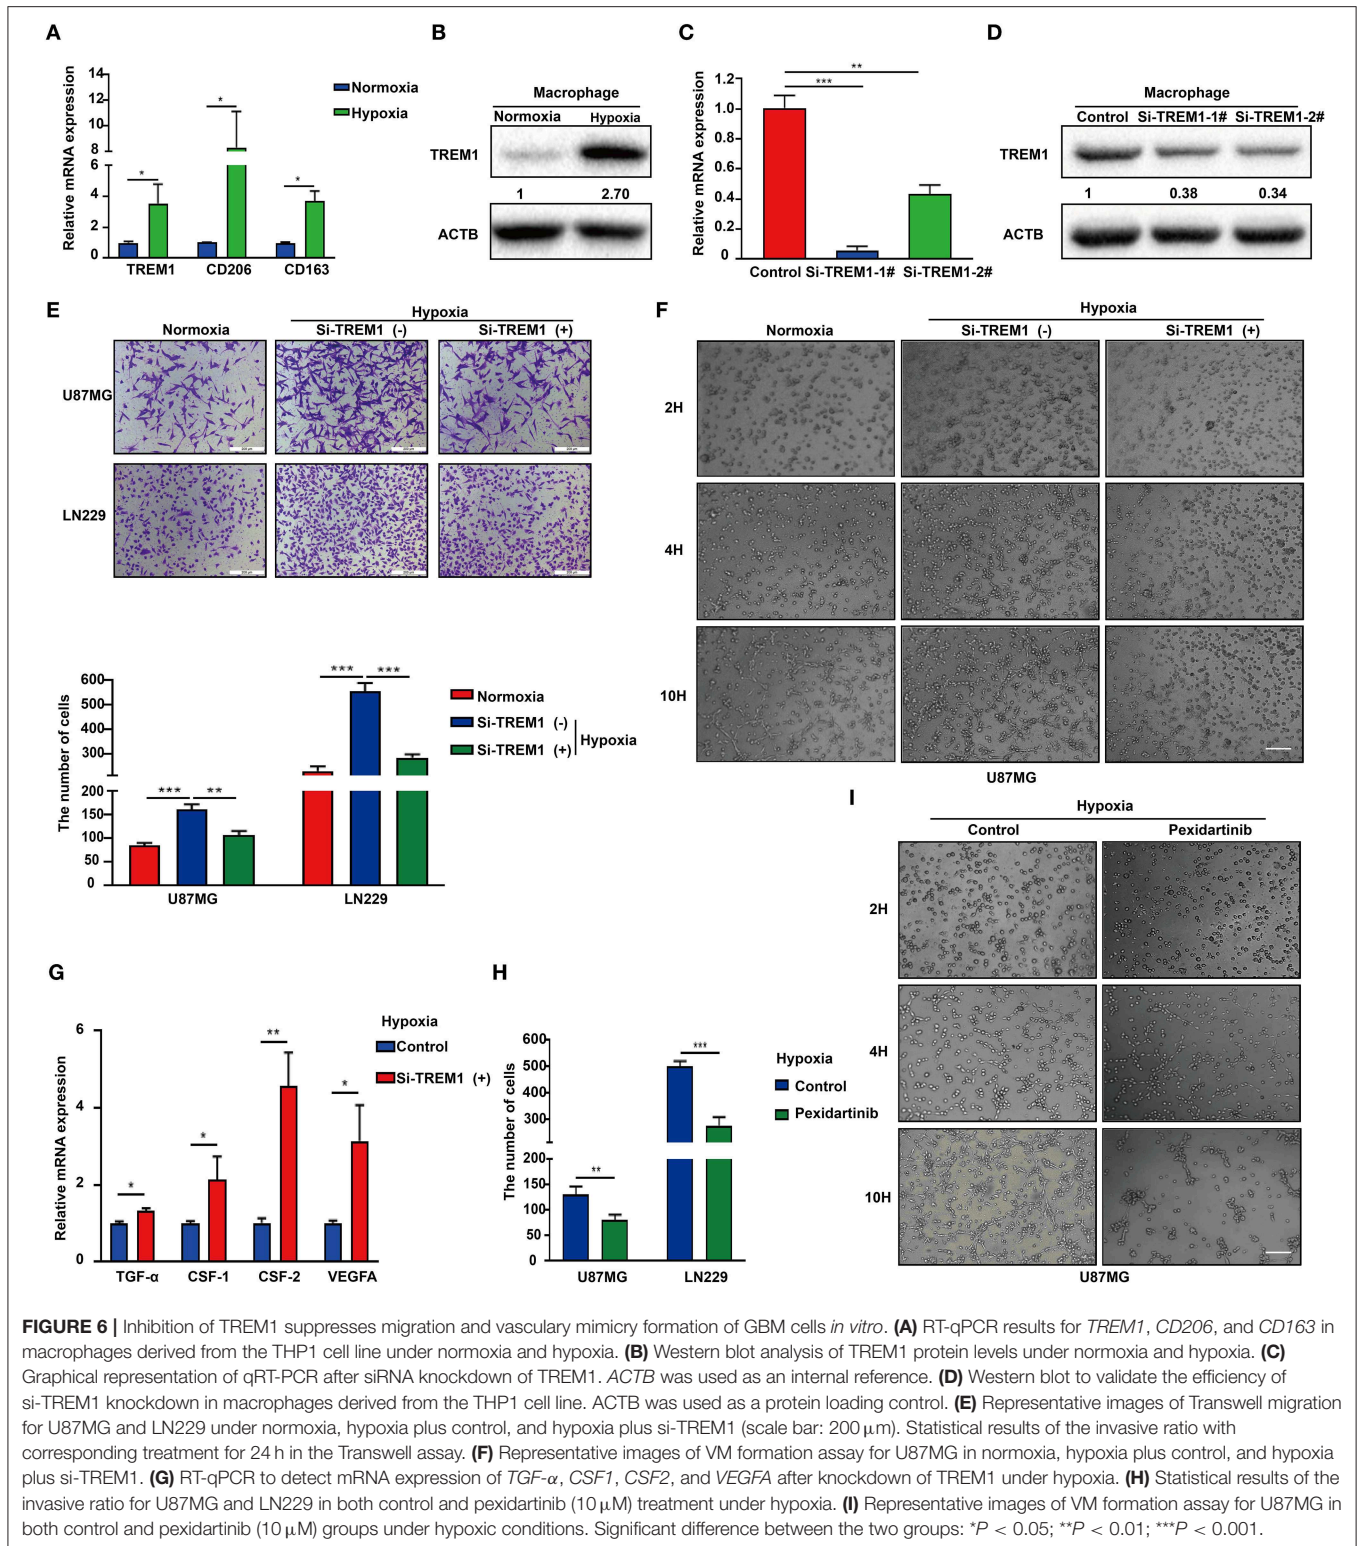 A
Relative mRNA expression
14
12
10
8
6
4
2
0
*
*
*
TREM1 CD206 CD163
Normoxia
Hypoxia
B
Macrophage
Normoxia Hypoxia
TREM1
1 2.70
ACTB
C
Relative mRNA expression
1.2
1.0
0.8
0.6
0.4
0.2
0
**
***
Control Si-TREM1-1# Si-TREM1-2#
D
Macrophage
Control Si-TREM1-1# Si-TREM1-2#
TREM1
1 0.38 0.34
ACTB
E
Hypoxia
Normoxia Si-TREM1 (-) Si-TREM1 (+)
U87MG
LN229
The number of cells
600
500
400
300
200
150
100
50
0
*** **
*** ***
U87MG LN229
Normoxia
Si-TREM1 (-)
Si-TREM1 (+)
Hypoxia
F
Hypoxia
Normoxia Si-TREM1 (-) Si-TREM1 (+)
2H
4H
10H
U87MG
G
Relative mRNA expression
6
4
2
0
*
*
**
*
TGF-α CSF-1 CSF-2 VEGFA
Hypoxia
Control
Si-TREM1 (+)
H
The number of cells
600
500
400
300
200
150
100
50
0
**
***
U87MG LN229
Hypoxia
Control
Pexidartinib
I
Hypoxia
Control Pexidartinib
2H
4H
10H
U87MG
FIGURE 6 | Inhibition of TREM1 suppresses migration and vasculary mimicry formation of GBM cells in vitro. (A) RT-qPCR results for TREM1, CD206, and CD163 in
macrophages derived from the THP1 cell line under normoxia and hypoxia. (B) Western blot analysis of TREM1 protein levels under normoxia and hypoxia. (C)
Graphical representation of qRT-PCR after siRNA knockdown of TREM1. ACTB was used as an internal reference. (D) Western blot to validate the efficiency of
si-TREM1 knockdown in macrophages derived from the THP1 cell line. ACTB was used as a protein loading control. (E) Representative images of Transwell migration
for U87MG and LN229 under normoxia, hypoxia plus control, and hypoxia plus si-TREM1 (scale bar: 200 μm). Statistical results of the invasive ratio with
corresponding treatment for 24 h in the Transwell assay. (F) Representative images of VM formation assay for U87MG in normoxia, hypoxia plus control, and hypoxia
plus si-TREM1. (G) RT-qPCR to detect mRNA expression of TGF-α, CSF1, CSF2, and VEGFA after knockdown of TREM1 under hypoxia. (H) Statistical results of the
invasive ratio for U87MG and LN229 in both control and pexidartinib (10 μM) treatment under hypoxia. (I) Representative images of VM formation assay for U87MG in
both control and pexidartinib (10 μM) groups under hypoxic conditions. Significant difference between the two groups: *P < 0.05; **P < 0.01; ***P < 0.001.